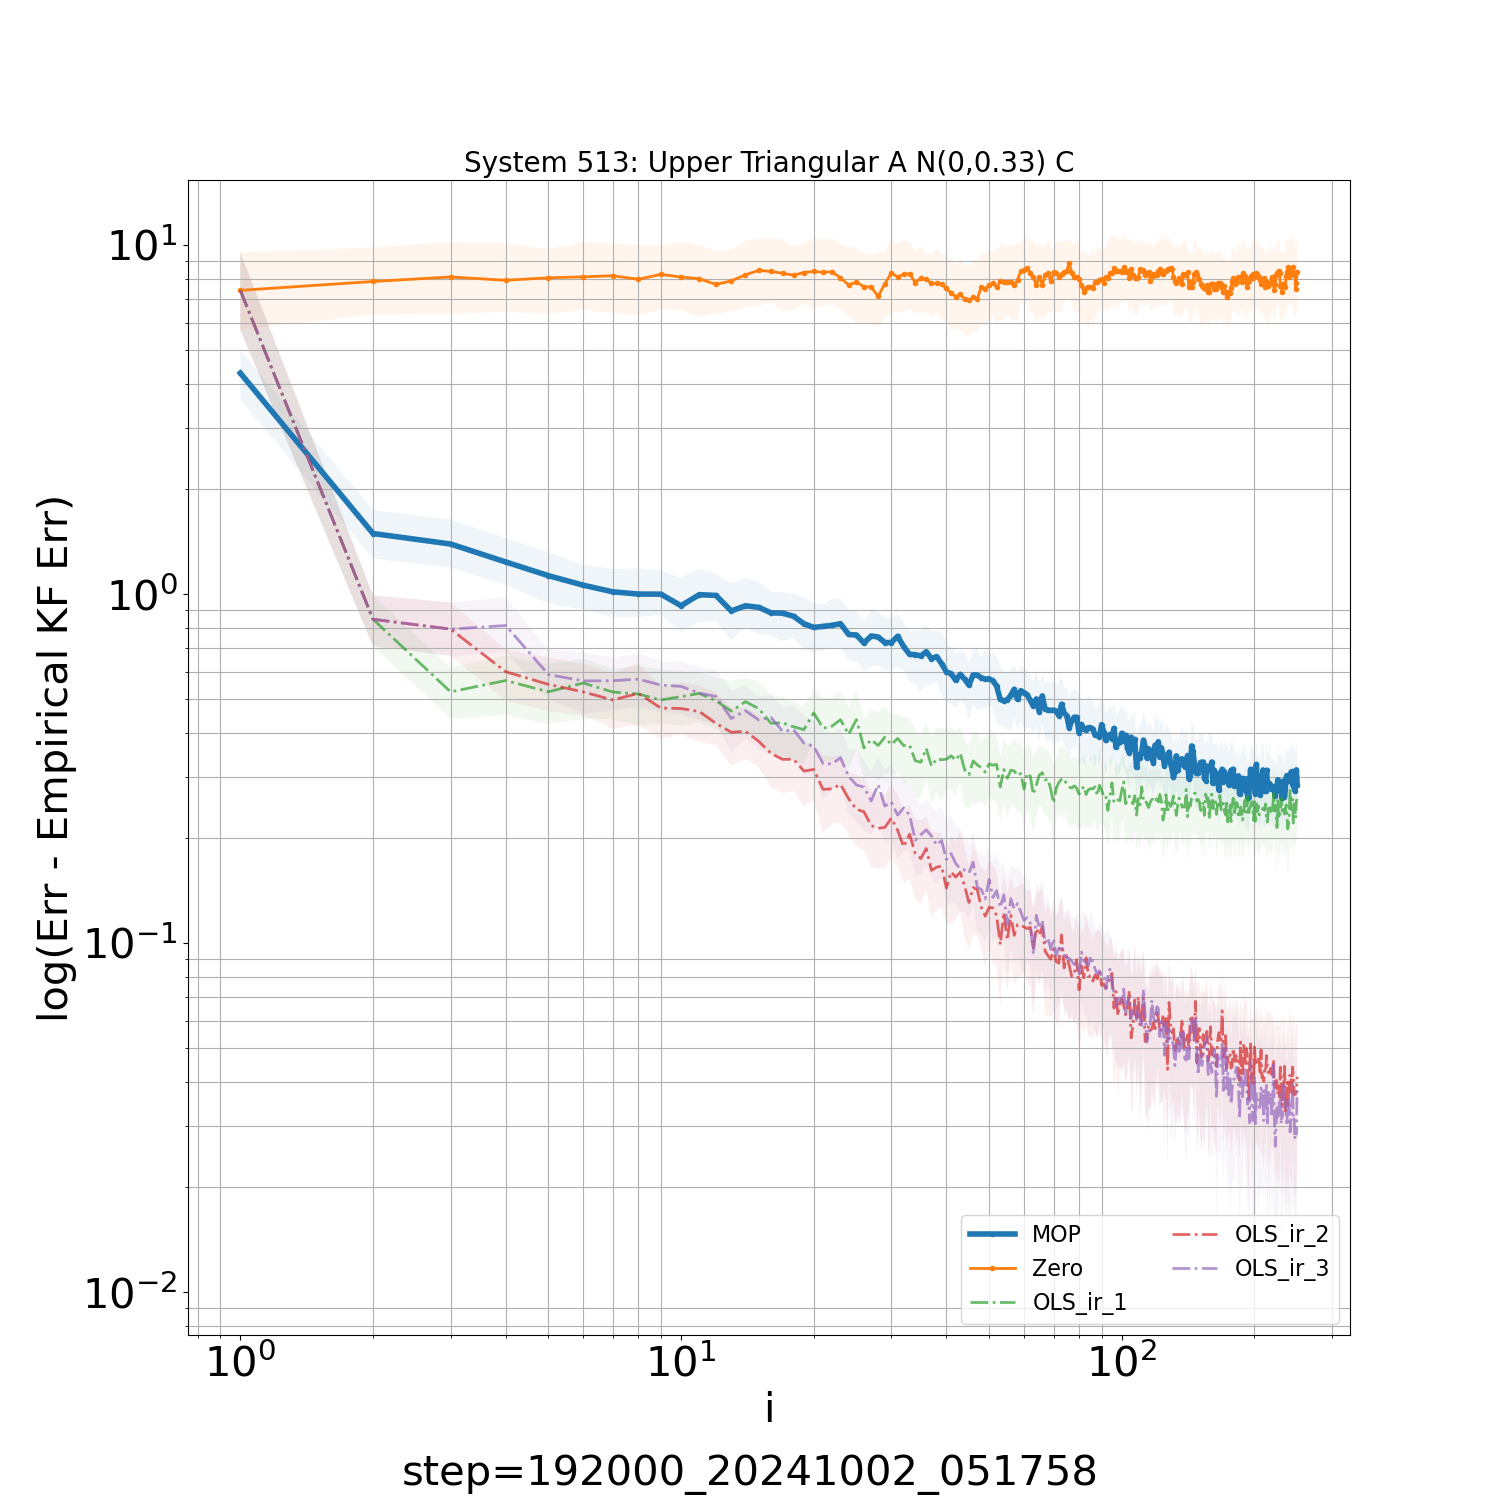 System 513: Upper Triangular A N(0,0.33) C
log(Err - Empirical KF Err)
10¹
10⁰
10⁻¹
10⁻²
MOP
Zero
OLS_ir_1
OLS_ir_2
OLS_ir_3
10⁰ 10¹ 10²
i
step=192000_20241002_051758